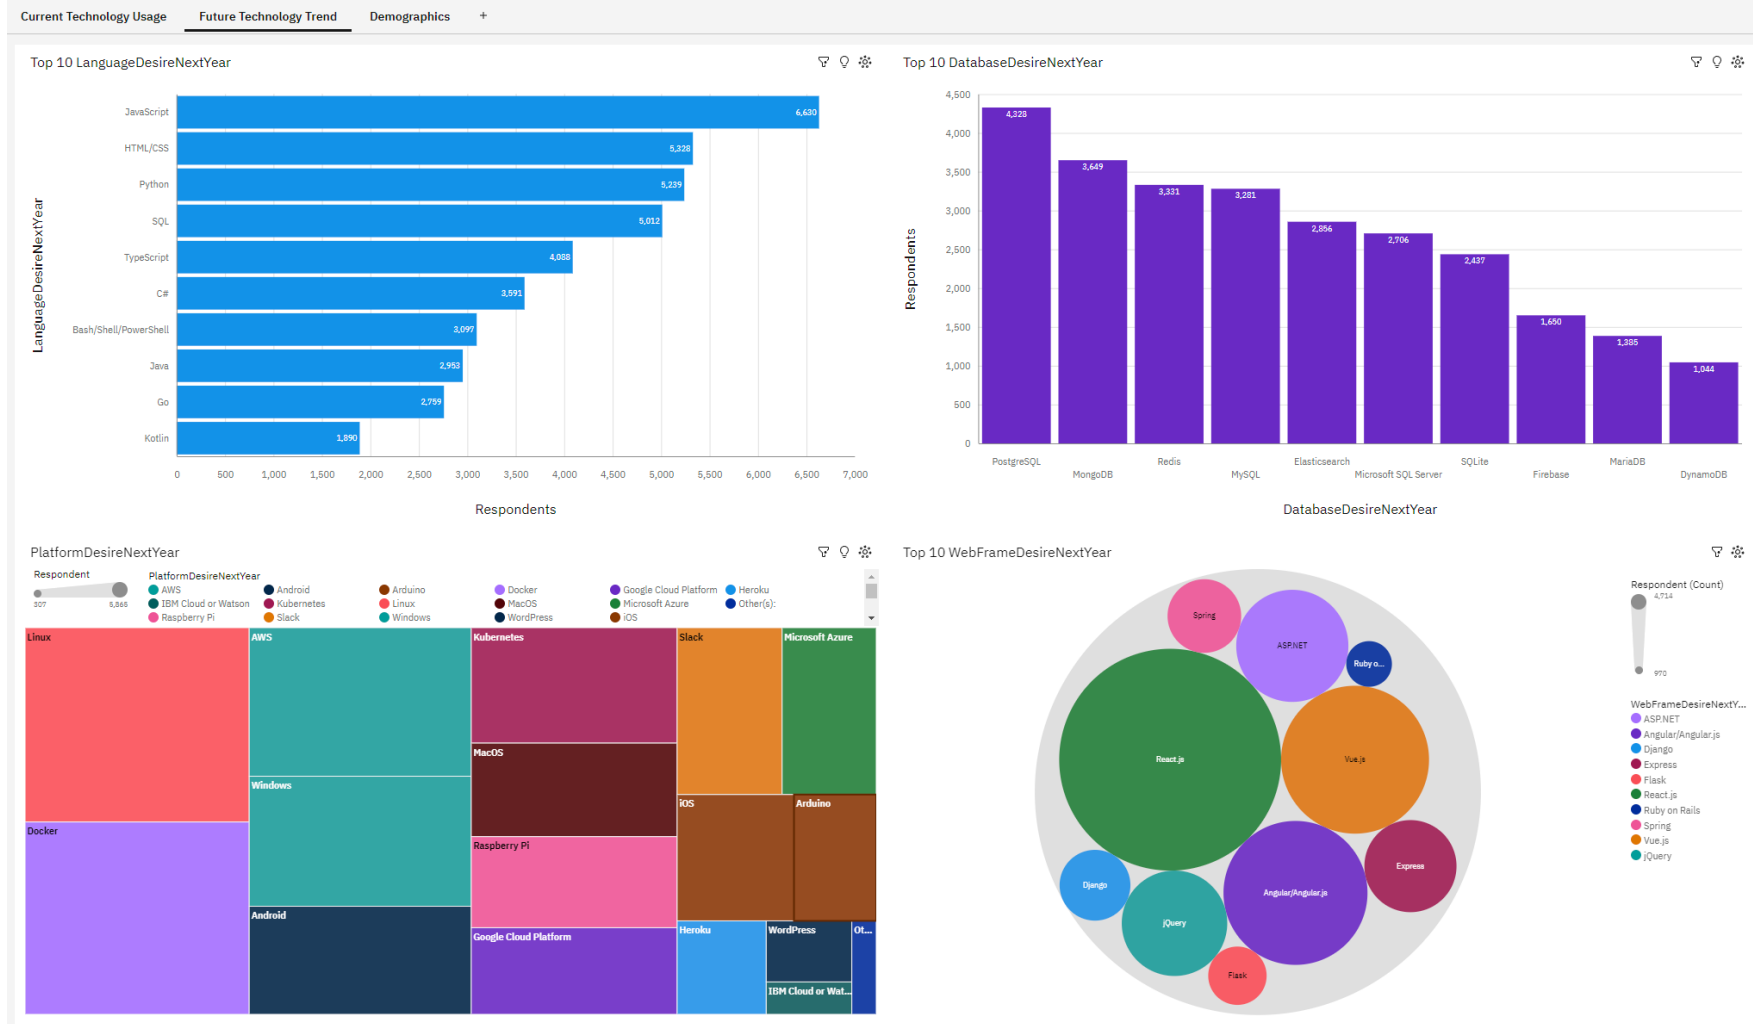 Current Technology Usage Future Technology Trend Demographics +
Top 10 LanguageDesireNextYear
LanguageDesireNextYear
JavaScript 6,630
HTML/CSS 5,328
Python 5,239
SQL 5,012
TypeScript 4,088
C# 3,591
Bash/Shell/PowerShell 3,097
Java 2,953
Go 2,759
Kotlin 1,890
0 500 1,000 1,500 2,000 2,500 3,000 3,500 4,000 4,500 5,000 5,500 6,000 6,500 7,000
Respondents
Top 10 DatabaseDesireNextYear
Respondents
4,500
4,000
3,500
3,000
2,500
2,000
1,500
1,000
500
0
4,328 3,649 3,331 3,281 2,856 2,706 2,437 1,650 1,385 1,044
PostgreSQL MongoDB Redis MySQL Elasticsearch Microsoft SQL Server SQLite Firebase MariaDB DynamoDB
DatabaseDesireNextYear
PlatformDesireNextYear
Respondent
307 5,865
PlatformDesireNextYear
AWS Android Arduino Docker Google Cloud Platform Heroku
IBM Cloud or Watson Kubernetes Linux MacOS Microsoft Azure Other(s):
Raspberry Pi Slack Windows WordPress iOS
Linux
Docker
AWS
Windows
Android
Kubernetes
MacOS
Raspberry Pi
Google Cloud Platform
Slack
Microsoft Azure
iOS
Arduino
Heroku
WordPress
Ot...
IBM Cloud or Wat...
Top 10 WebFrameDesireNextYear
Spring
ASP.NET
Ruby o...
React.js
Vue.js
Express
Django
Angular/Angular.js
jQuery
Flask
Respondent (Count)
4,714
970
WebFrameDesireNextY...
ASP.NET
Angular/Angular.js
Django
Express
Flask
React.js
Ruby on Rails
Spring
Vue.js
jQuery